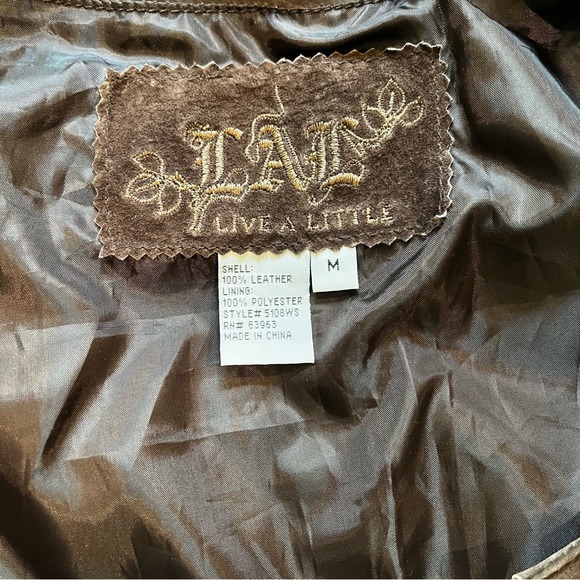 LAL
LIVE A LITTLE
SHELL:
100% LEATHER
LINING:
100% POLYESTER
STYLE# 5108WS
RN# 63963
MADE IN CHINA
M